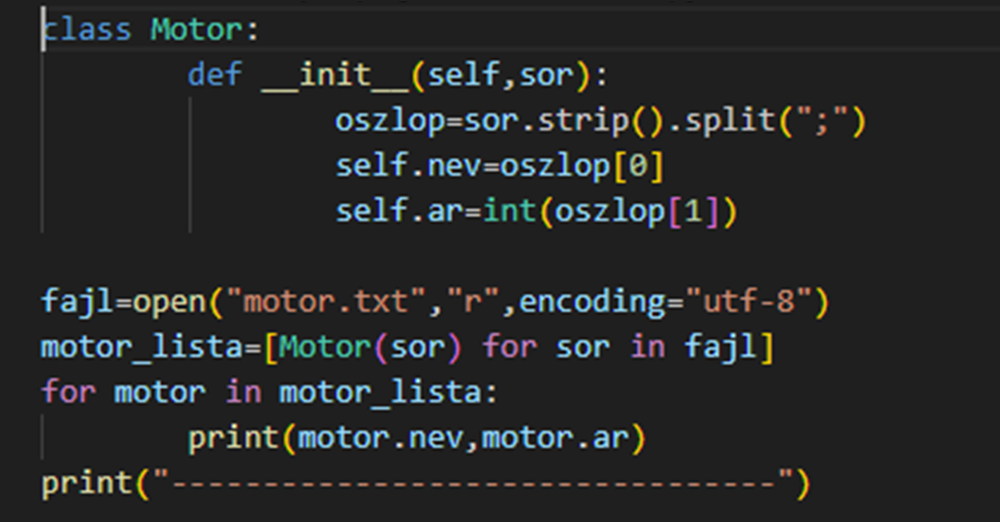 class Motor:
def __init__(self,sor):
oszlop=sor.strip().split(";")
self.nev=oszlop[0]
self.ar=int(oszlop[1])
fajl=open("motor.txt","r",encoding="utf-8")
motor_lista=[Motor(sor) for sor in fajl]
for motor in motor_lista:
print(motor.nev,motor.ar)
print("---------------------------------")